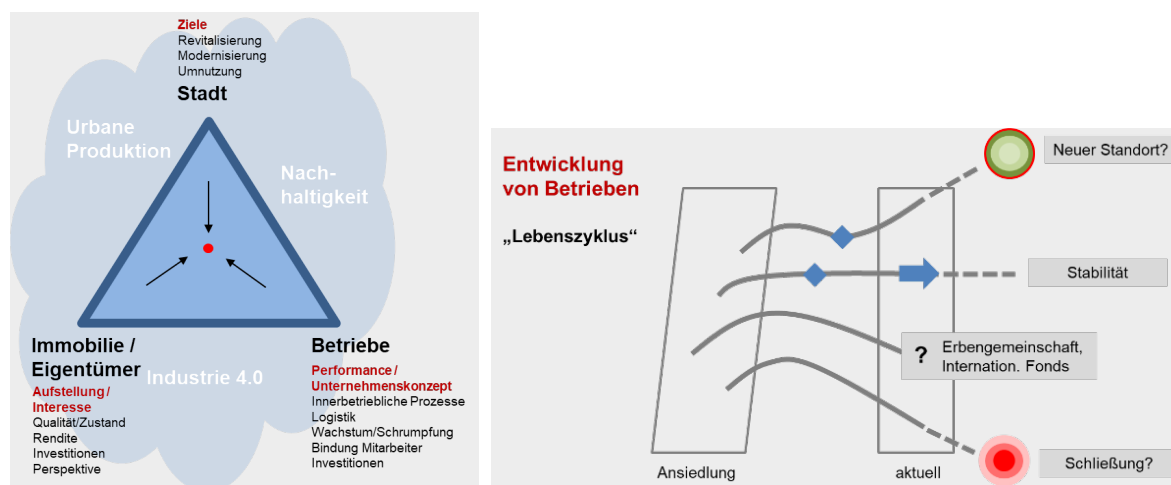 Ziele
Revitalisierung
Modernisierung
Umnutzung
Stadt
Urbane
Produktion
Nach-
haltigkeit
Immobilie /
Eigentümer
Aufstellung /
Interesse
Qualität/Zustand
Rendite
Investitionen
Perspektive
Industrie 4.0
Betriebe
Performance /
Unternehmenskonzept
Innerbetriebliche Prozesse
Logistik
Wachstum/Schrumpfung
Bindung Mitarbeiter
Investitionen
Entwicklung
von Betrieben
„Lebenszyklus“
Neuer Standort?
Stabilität
? Erbengemeinschaft,
Internation. Fonds
Schließung?
Ansiedlung
aktuell